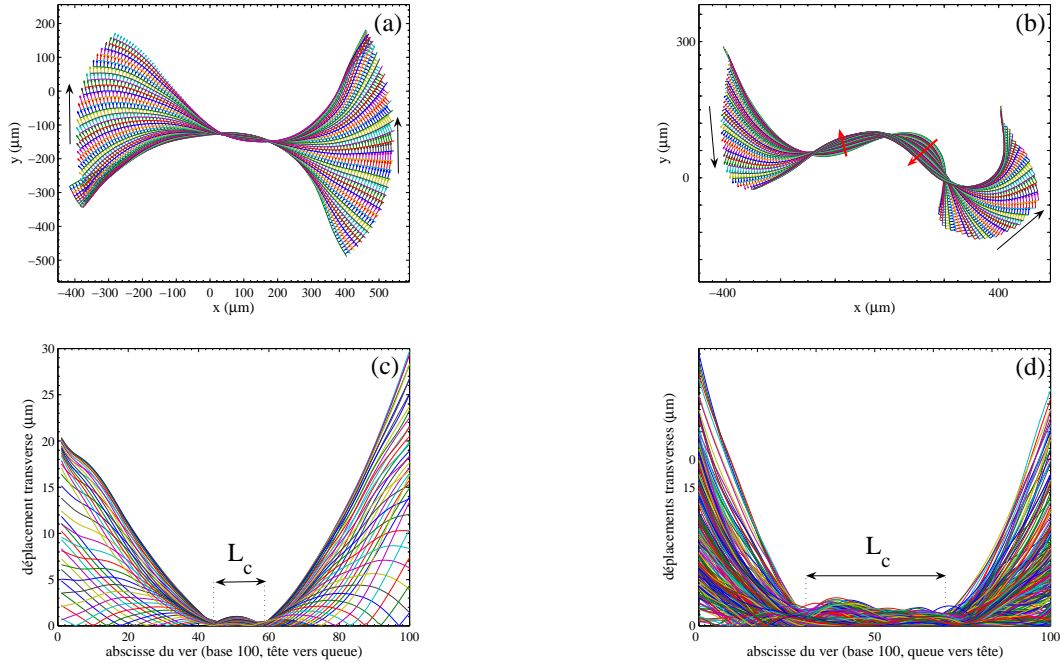 (a)
200
100
0
−100
−200
−300
−400
−500
y (µm)
−400 −300 −200 −100 0 100 200 300 400 500
x (µm)
(b)
300
0
y (µm)
−400 400
x (µm)
(c)
30
25
20
15
10
5
0
déplacement transverse (µm)
L_c
0 20 40 60 80 100
abscisse du ver (base 100, tête vers queue)
(d)
0
15
0
déplacements transverses (µm)
L_c
0 50 100
abscisse du ver (base 100, queue vers tête)